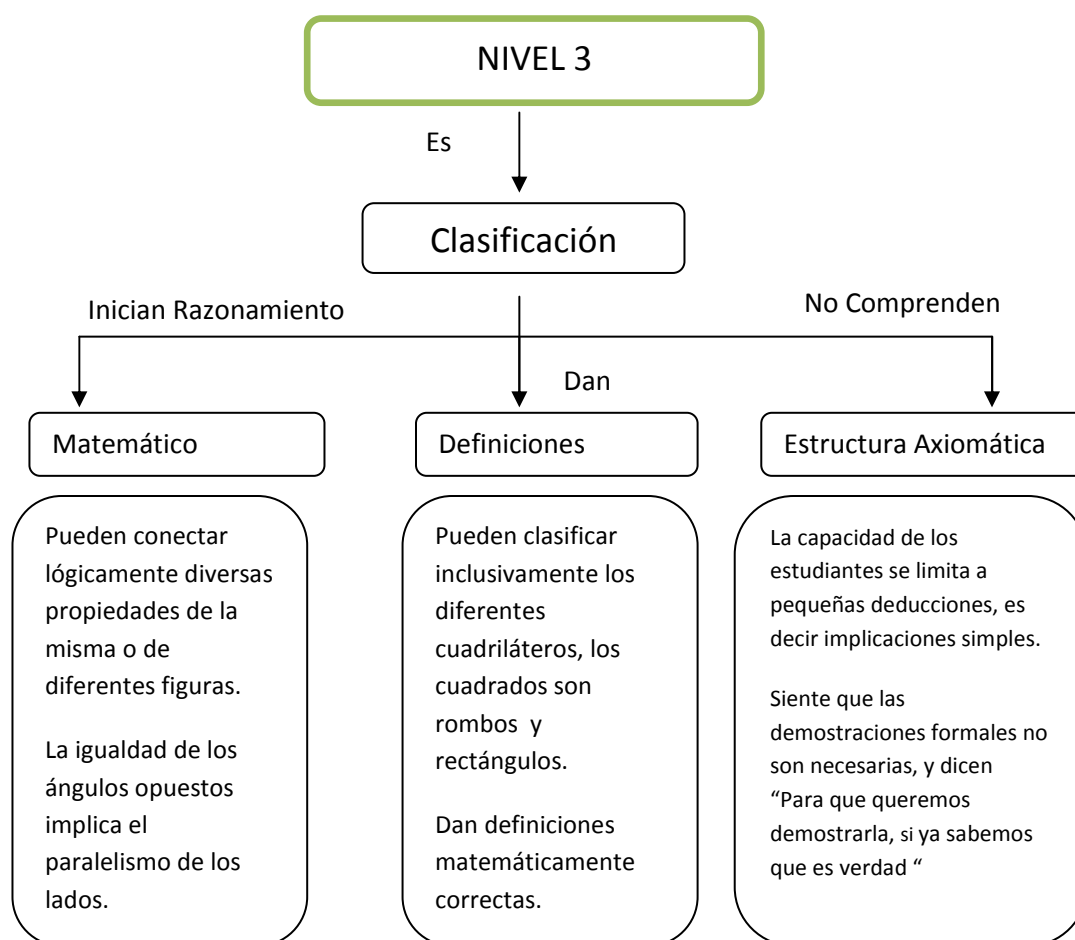 NIVEL 3
Es
Clasificación
Inician Razonamiento
No Comprenden
Dan
Matemático
Definiciones
Estructura Axiomática
Pueden conectar
lógicamente diversas
propiedades de la
misma o de
diferentes figuras.
La igualdad de los
ángulos opuestos
implica el
paralelismo de los
lados.
Pueden clasificar
inclusivamente los
diferentes
cuadriláteros, los
cuadrados son
rombos y
rectángulos.
Dan definiciones
matemáticamente
correctas.
La capacidad de los
estudiantes se limita a
pequeñas deducciones, es
decir implicaciones simples.
Siente que las
demostraciones formales no
son necesarias, y dicen
“Para que queremos
demostrarla, si ya sabemos
que es verdad “